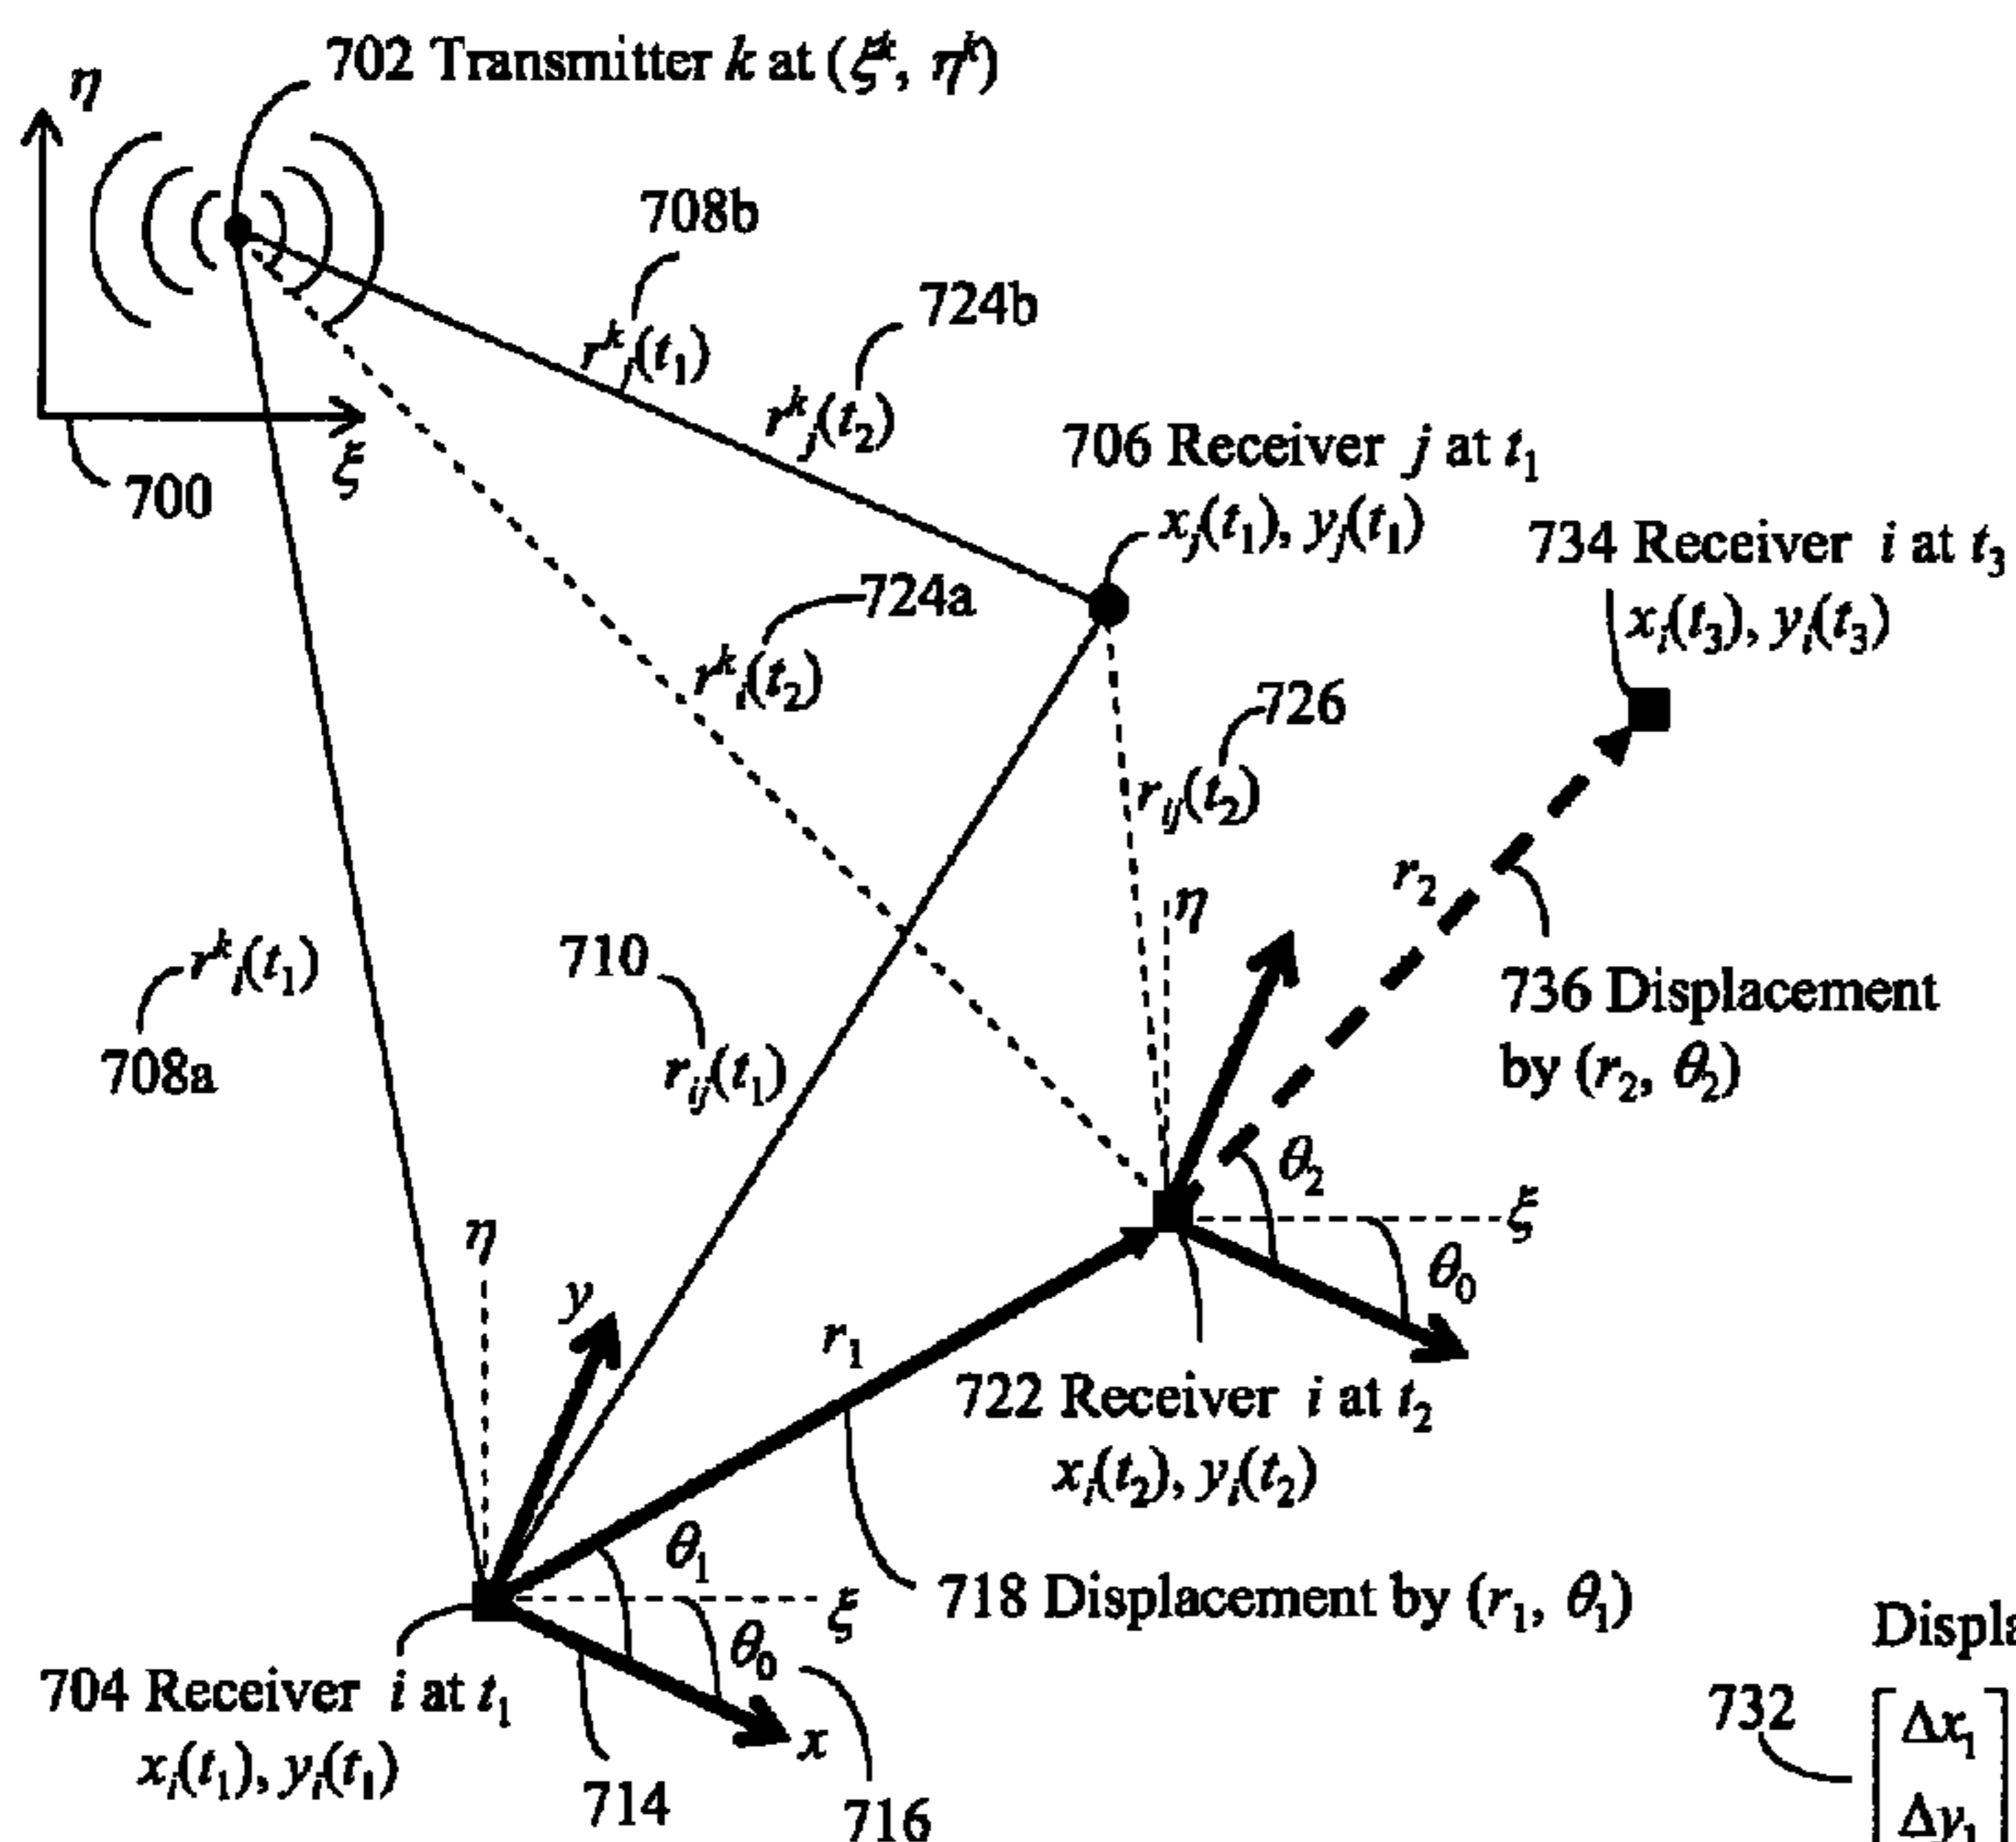 702 Transmitter k at (ξᵏ, ηᵏ)
η
708b
724b
rᵏⱼ(t₁)
rᵏⱼ(t₂)
ξ
700
706 Receiver j at t₁
xⱼ(t₁), yⱼ(t₁)
734 Receiver i at t₃
xᵢ(t₃), yᵢ(t₃)
724a
rᵏᵢ(t₂)
726
rᵢⱼ(t₂)
r₂
η
rᵏᵢ(t₁)
710
708a
rᵢⱼ(t₁)
736 Displacement
by (r₂, θ₂)
θ₂
ξ
θ₀
η
y
r₁
722 Receiver i at t₂
xᵢ(t₂), yᵢ(t₂)
θ₁
ξ
718 Displacement by (r₁, θ₁)
θ₀
704 Receiver i at t₁
xᵢ(t₁), yᵢ(t₁)
x
714
716
732
Δx₁
Δy₁